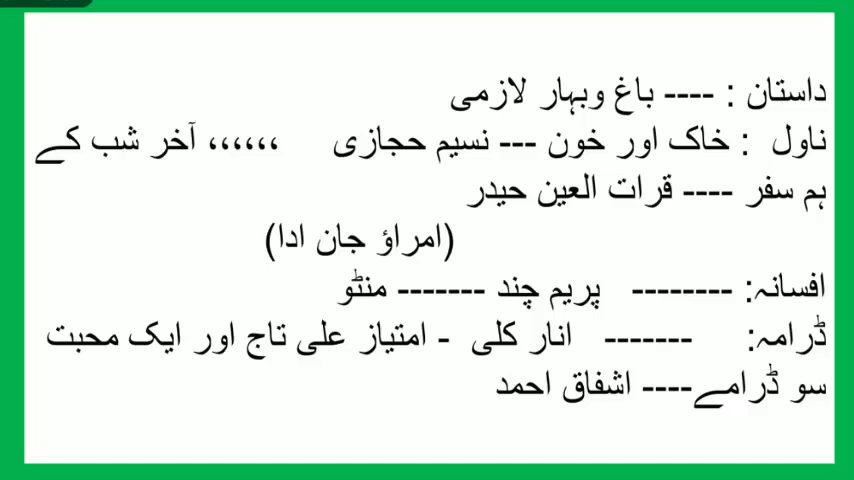 داستان : ---- باغ وبہار لازمی
ناول : خاک اور خون --- نسیم حجازی ،،،،،، آخر شب کے
ہم سفر ---- قرات العین حیدر
(امراؤ جان ادا)
افسانہ: -------- پریم چند ------- منٹو
ڈرامہ: ------- انار کلی - امتیاز علی تاج اور ایک محبت
سو ڈرامے---- اشفاق احمد